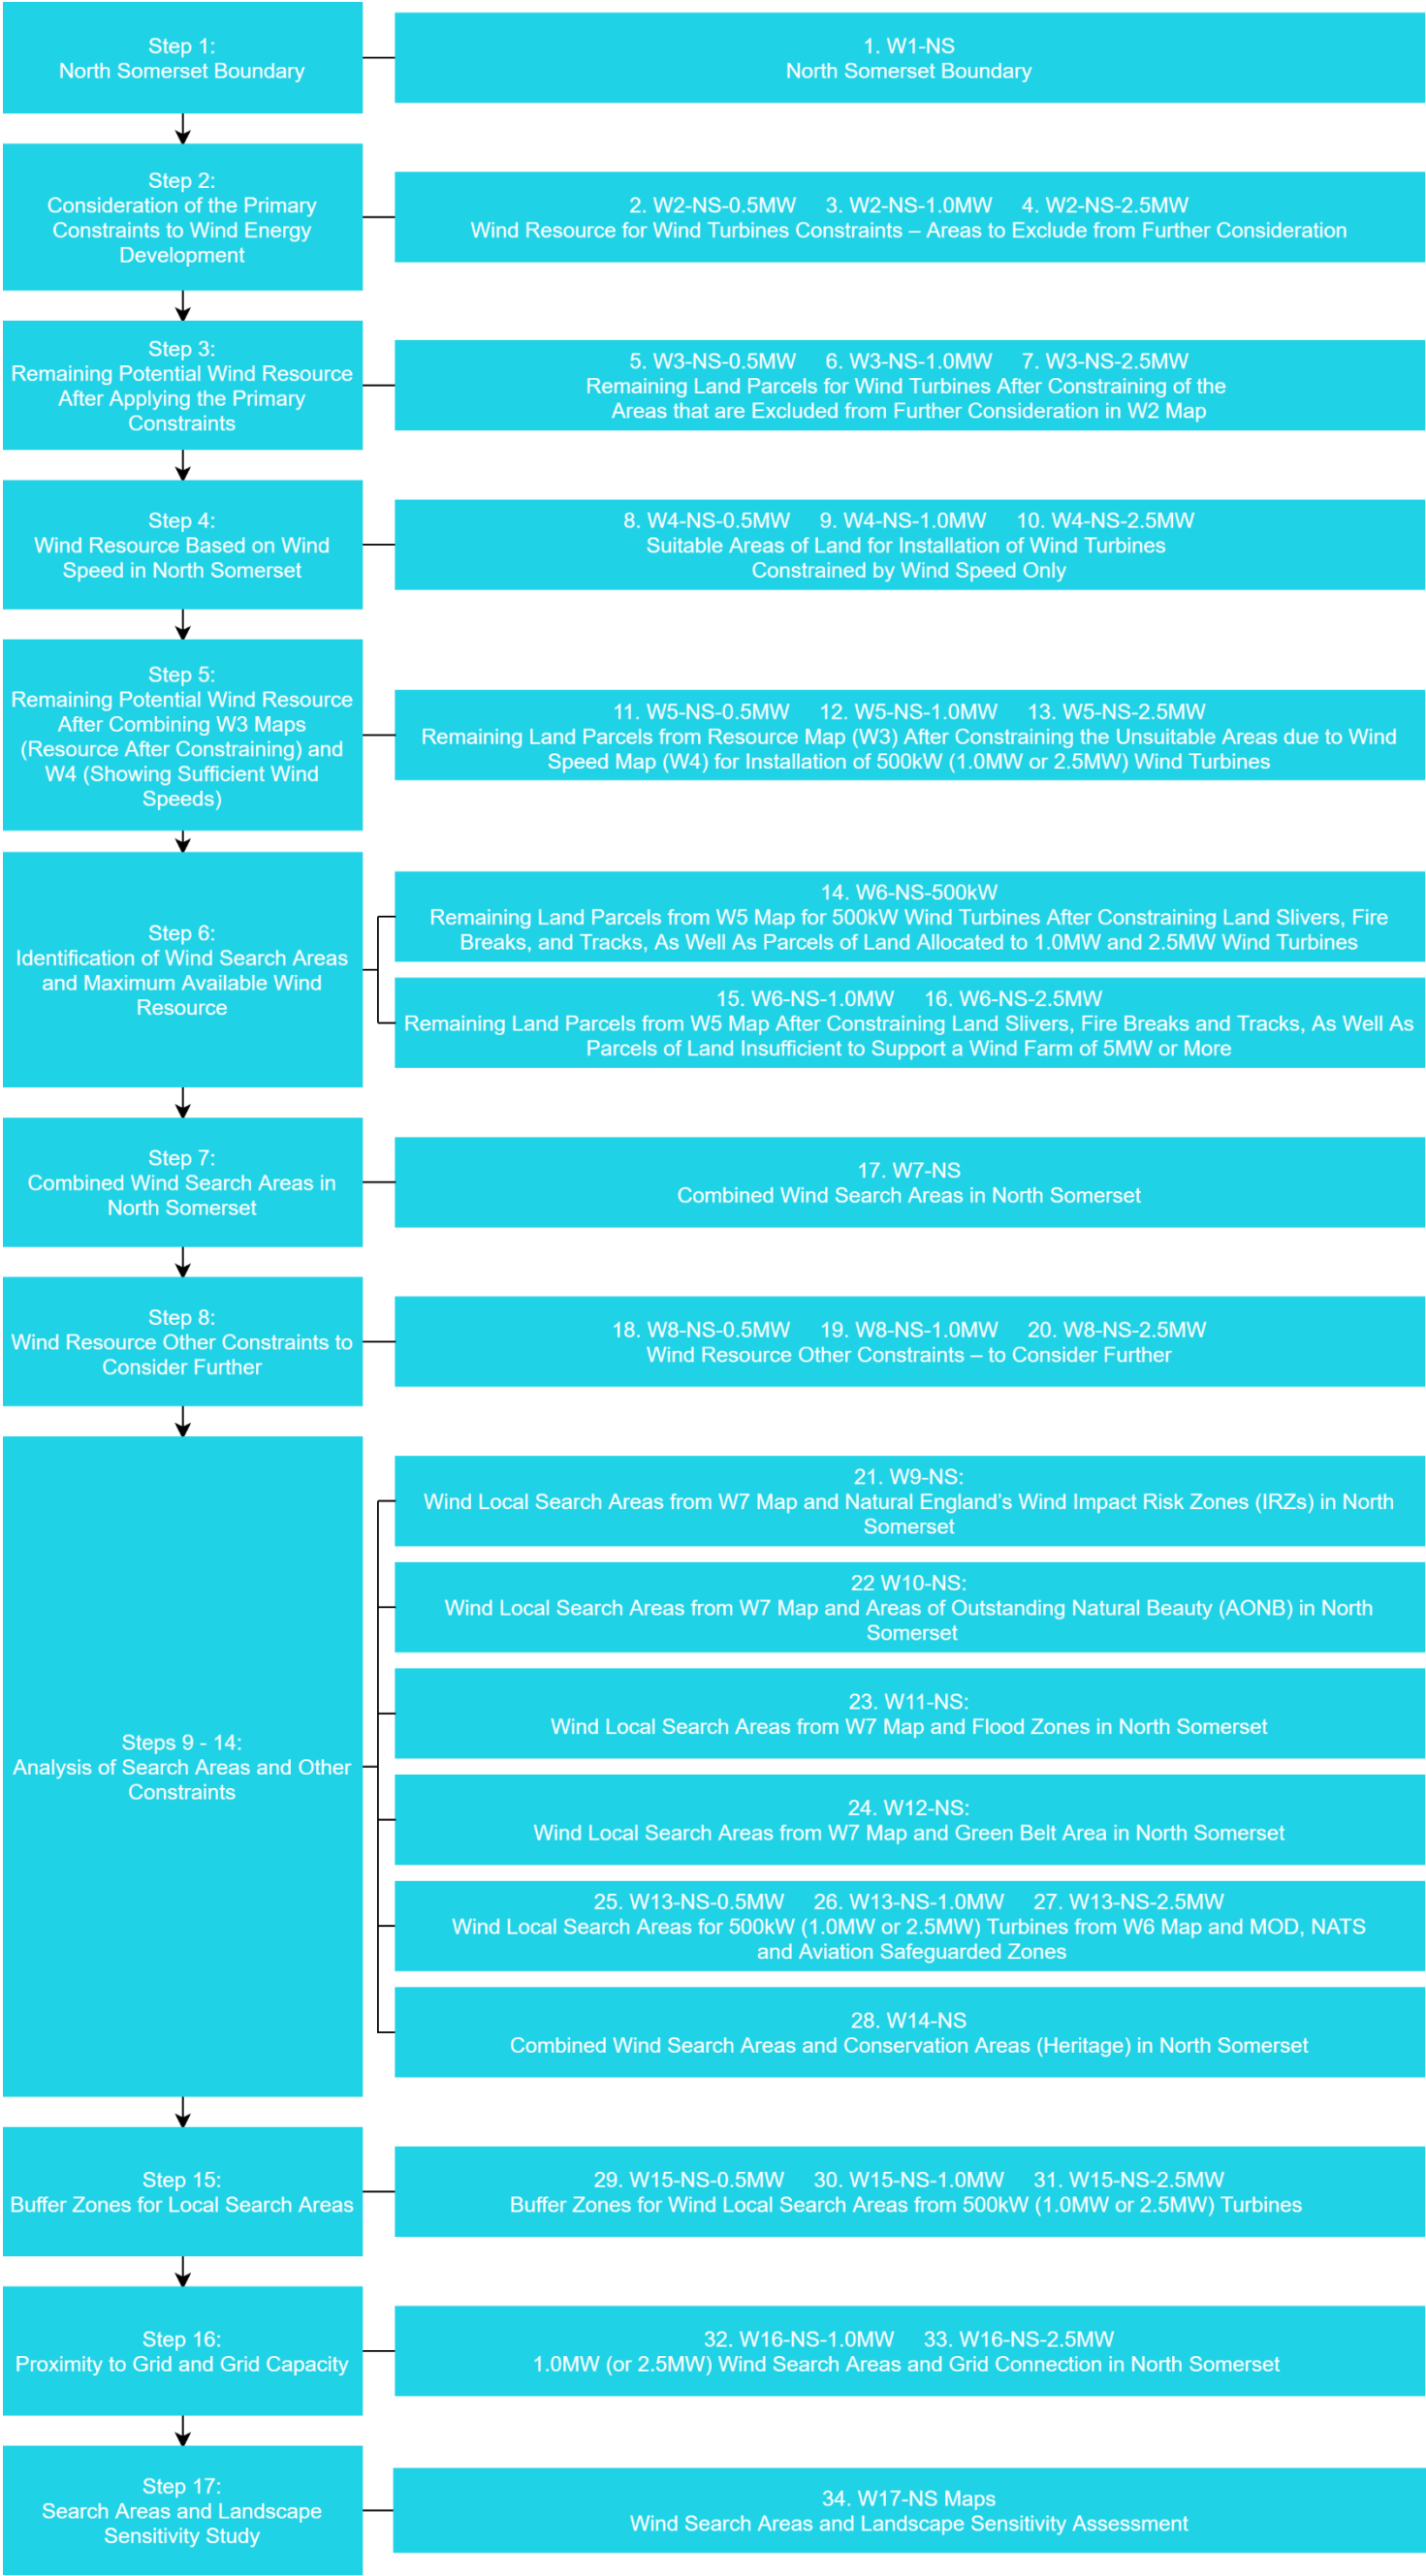 Step 1:
North Somerset Boundary
1. W1-NS
North Somerset Boundary
Step 2:
Consideration of the Primary
Constraints to Wind Energy
Development
2. W2-NS-0.5MW 3. W2-NS-1.0MW 4. W2-NS-2.5MW
Wind Resource for Wind Turbines Constraints – Areas to Exclude from Further Consideration
Step 3:
Remaining Potential Wind Resource
After Applying the Primary
Constraints
5. W3-NS-0.5MW 6. W3-NS-1.0MW 7. W3-NS-2.5MW
Remaining Land Parcels for Wind Turbines After Constraining of the
Areas that are Excluded from Further Consideration in W2 Map
Step 4:
Wind Resource Based on Wind
Speed in North Somerset
8. W4-NS-0.5MW 9. W4-NS-1.0MW 10. W4-NS-2.5MW
Suitable Areas of Land for Installation of Wind Turbines
Constrained by Wind Speed Only
Step 5:
Remaining Potential Wind Resource
After Combining W3 Maps
(Resource After Constraining) and
W4 (Showing Sufficient Wind
Speeds)
11. W5-NS-0.5MW 12. W5-NS-1.0MW 13. W5-NS-2.5MW
Remaining Land Parcels from Resource Map (W3) After Constraining the Unsuitable Areas due to Wind
Speed Map (W4) for Installation of 500kW (1.0MW or 2.5MW) Wind Turbines
Step 6:
Identification of Wind Search Areas
and Maximum Available Wind
Resource
14. W6-NS-500kW
Remaining Land Parcels from W5 Map for 500kW Wind Turbines After Constraining Land Slivers, Fire
Breaks, and Tracks, As Well As Parcels of Land Allocated to 1.0MW and 2.5MW Wind Turbines
15. W6-NS-1.0MW 16. W6-NS-2.5MW
Remaining Land Parcels from W5 Map After Constraining Land Slivers, Fire Breaks and Tracks, As Well As
Parcels of Land Insufficient to Support a Wind Farm of 5MW or More
Step 7:
Combined Wind Search Areas in
North Somerset
17. W7-NS
Combined Wind Search Areas in North Somerset
Step 8:
Wind Resource Other Constraints to
Consider Further
18. W8-NS-0.5MW 19. W8-NS-1.0MW 20. W8-NS-2.5MW
Wind Resource Other Constraints – to Consider Further
Steps 9 - 14:
Analysis of Search Areas and Other
Constraints
21. W9-NS:
Wind Local Search Areas from W7 Map and Natural England's Wind Impact Risk Zones (IRZs) in North
Somerset
22 W10-NS:
Wind Local Search Areas from W7 Map and Areas of Outstanding Natural Beauty (AONB) in North
Somerset
23. W11-NS:
Wind Local Search Areas from W7 Map and Flood Zones in North Somerset
24. W12-NS:
Wind Local Search Areas from W7 Map and Green Belt Area in North Somerset
25. W13-NS-0.5MW 26. W13-NS-1.0MW 27. W13-NS-2.5MW
Wind Local Search Areas for 500kW (1.0MW or 2.5MW) Turbines from W6 Map and MOD, NATS
and Aviation Safeguarded Zones
28. W14-NS
Combined Wind Search Areas and Conservation Areas (Heritage) in North Somerset
Step 15:
Buffer Zones for Local Search Areas
29. W15-NS-0.5MW 30. W15-NS-1.0MW 31. W15-NS-2.5MW
Buffer Zones for Wind Local Search Areas from 500kW (1.0MW or 2.5MW) Turbines
Step 16:
Proximity to Grid and Grid Capacity
32. W16-NS-1.0MW 33. W16-NS-2.5MW
1.0MW (or 2.5MW) Wind Search Areas and Grid Connection in North Somerset
Step 17:
Search Areas and Landscape
Sensitivity Study
34. W17-NS Maps
Wind Search Areas and Landscape Sensitivity Assessment